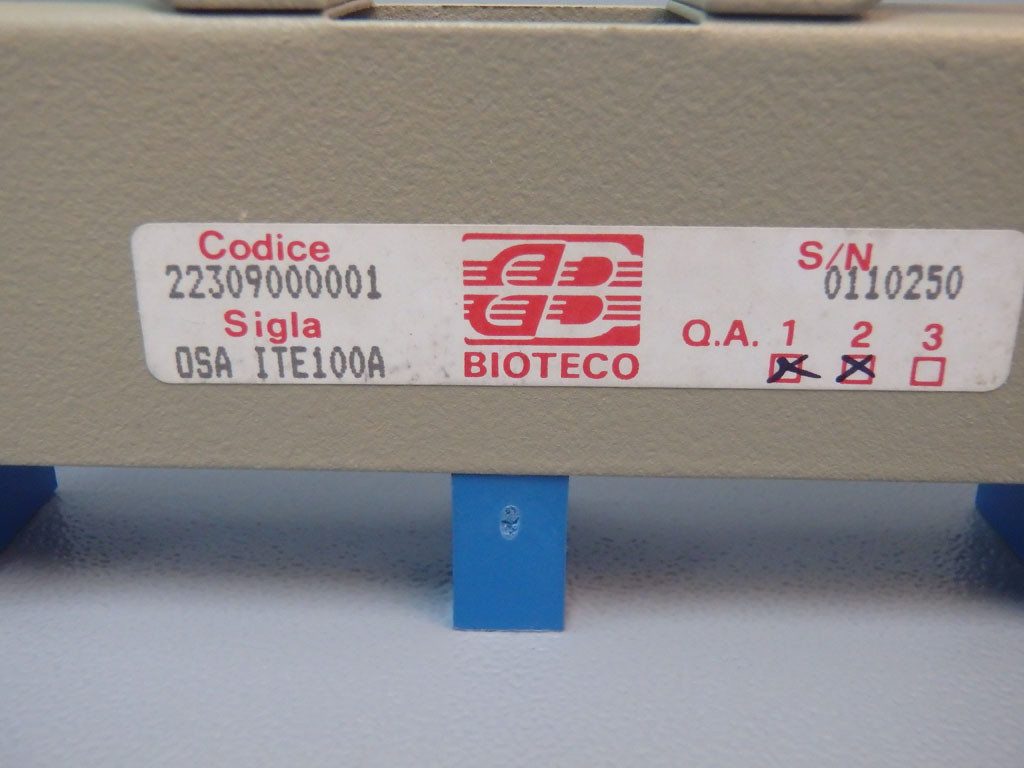 Codice
22309000001
Sigla
OSA ITE100A
BIOTECO
S/N
0110250
Q.A. 1 2 3